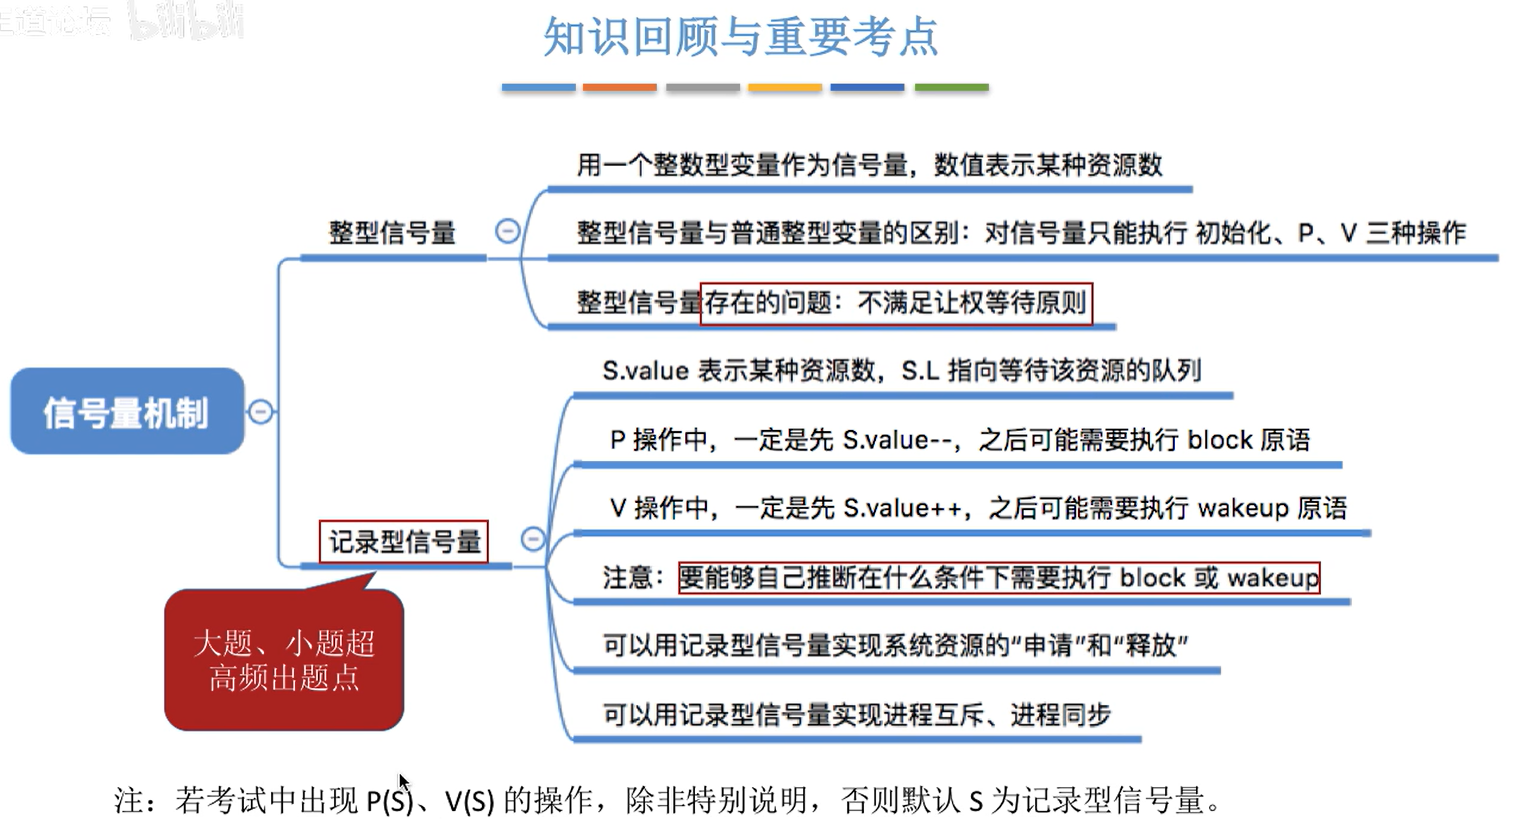 王道论坛 bilibili
知识回顾与重要考点
用一个整数型变量作为信号量，数值表示某种资源数
整型信号量
整型信号量与普通整型变量的区别：对信号量只能执行 初始化、P、V 三种操作
整型信号量存在的问题：不满足让权等待原则
信号量机制
S.value 表示某种资源数，S.L 指向等待该资源的队列
P 操作中，一定是先 S.value--，之后可能需要执行 block 原语
V 操作中，一定是先 S.value++，之后可能需要执行 wakeup 原语
记录型信号量
注意：要能够自己推断在什么条件下需要执行 block 或 wakeup
可以用记录型信号量实现系统资源的“申请”和“释放”
可以用记录型信号量实现进程互斥、进程同步
大题、小题超
高频出题点
注：若考试中出现 P(S)、V(S) 的操作，除非特别说明，否则默认 S 为记录型信号量。